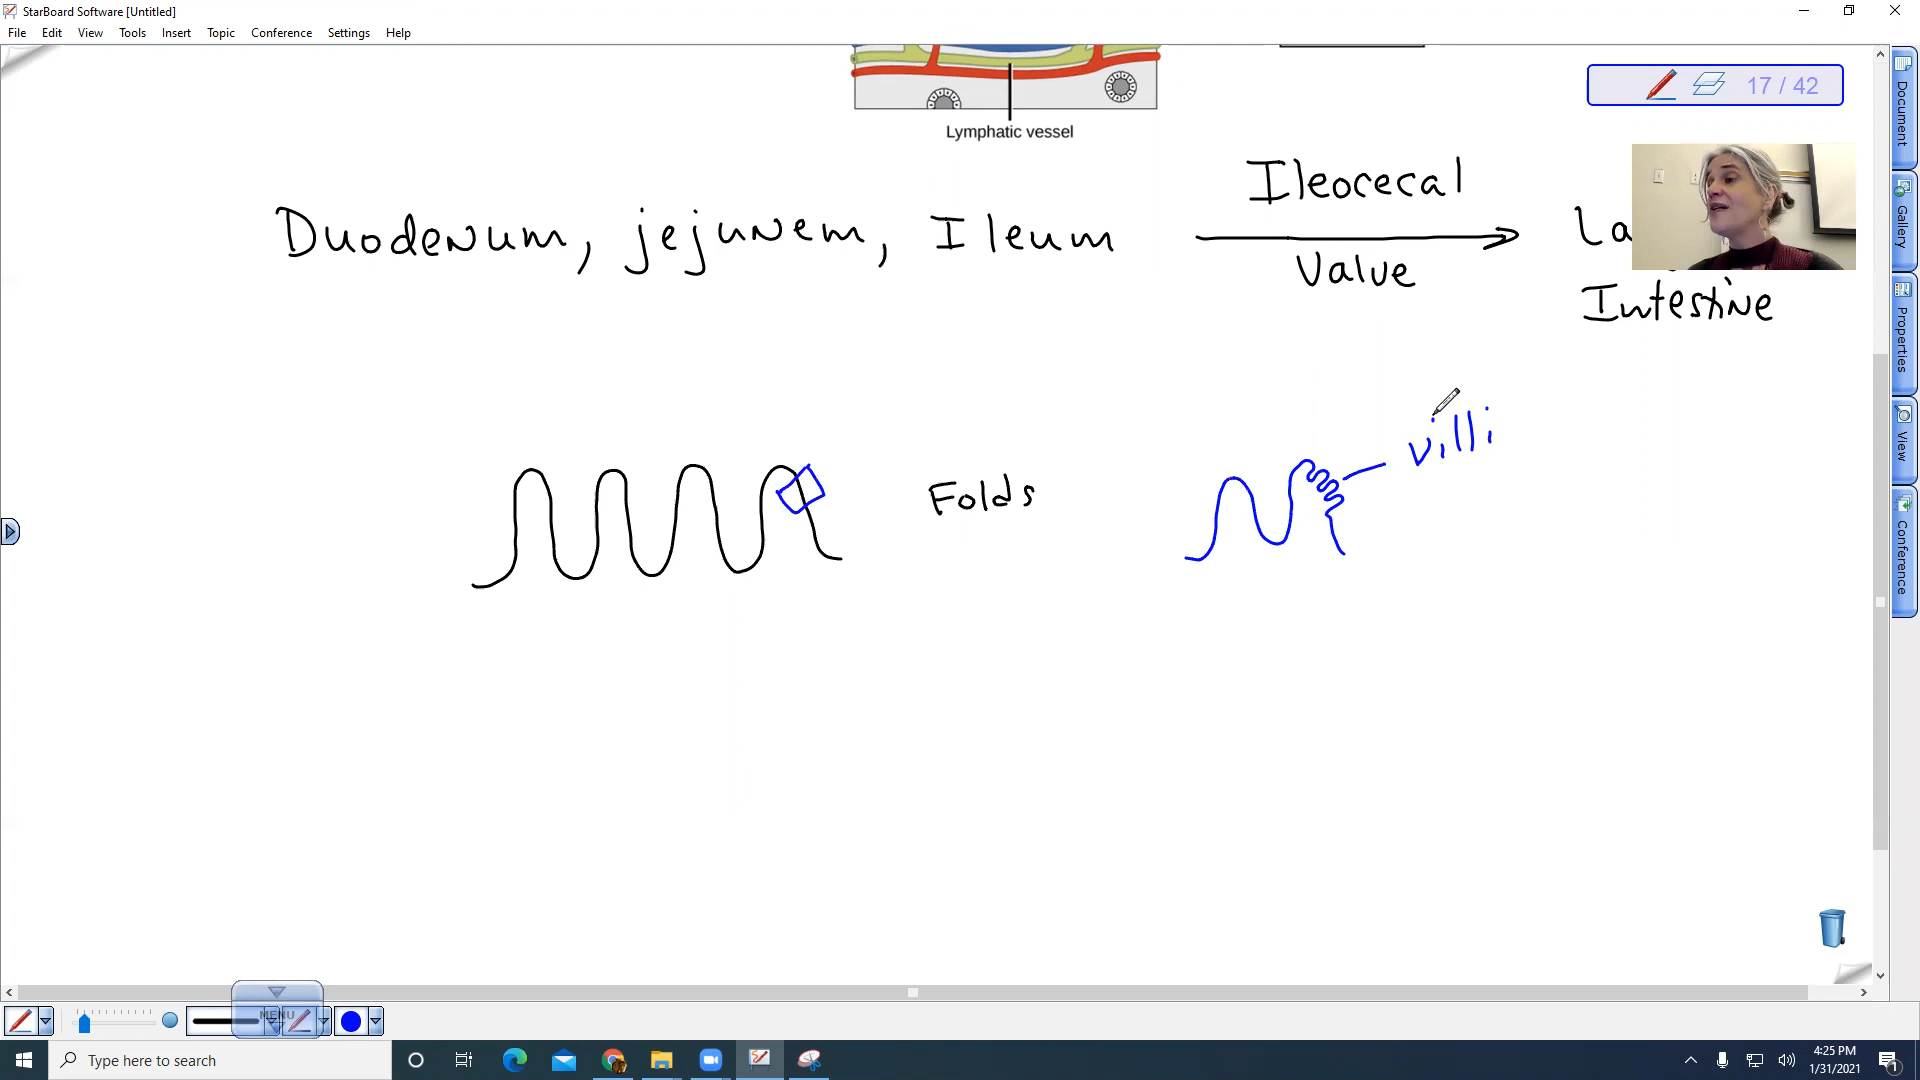 StarBoard Software [Untitled]
File Edit View Tools Insert Topic Conference Settings Help
17 / 42
Lymphatic vessel
Ileocecal
Duodenum, jejunem, Ileum
Value
La
Intestine
villi
Folds
Document
Gallery
Properties
View
Conference
MENU
Type here to search
4:25 PM
1/31/2021
1